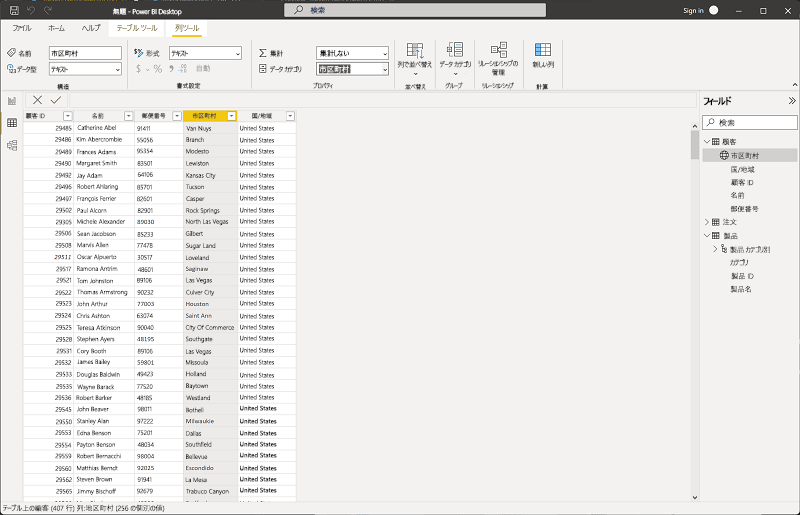 無題 - Power BI Desktop
検索
Sign in
ファイル ホーム ヘルプ テーブル ツール 列ツール
名前 市区町村
データ型 テキスト
構造
形式 テキスト
$ % 自動
書式設定
集計 集計しない
データ カテゴリ 市区町村
プロパティ
列で並べ替え
並べ替え
データ グループ
グループ
リレーションシップの管理
リレーションシップ
新しい列
計算
顧客 ID 名前 郵便番号 市区町村 国/地域
29485 Catherine Abel 91411 Van Nuys United States
29486 Kim Abercrombie 55056 Branch United States
29489 Frances Adams 95354 Modesto United States
29490 Margaret Smith 83501 Lewiston United States
29492 Jay Adam 64106 Kansas City United States
29496 Robert Ahlaring 85701 Tucson United States
29497 François Ferrier 82601 Casper United States
29502 Paul Alcorn 82901 Rock Springs United States
29505 Michele Alexander 89030 North Las Vegas United States
29506 Sean Jacobson 85233 Gilbert United States
29508 Marvis Allen 77478 Sugar Land United States
29511 Oscar Alpuerto 30517 Loveland United States
29517 Ramona Antrim 48601 Saginaw United States
29521 Tom Johnston 89106 Las Vegas United States
29522 Thomas Armstrong 90232 Culver City United States
29523 John Arthur 77003 Houston United States
29524 Chris Ashton 63074 Saint Ann United States
29525 Teresa Atkinson 90040 City Of Commerce United States
29528 Stephen Ayers 48195 Southgate United States
29531 Cory Booth 89106 Las Vegas United States
29532 James Bailey 59801 Missoula United States
29533 Douglas Baldwin 49423 Holland United States
29535 Wayne Barack 77520 Baytown United States
29536 Robert Barker 48185 Westland United States
29545 John Beaver 98011 Bothell United States
29550 Stanley Alan 97222 Milwaukie United States
29553 Edna Benson 75201 Dallas United States
29554 Payton Benson 48034 Southfield United States
29559 Robert Bernacchi 98004 Bellevue United States
29560 Matthias Berndt 92025 Escondido United States
29562 Steven Brown 91941 La Mesa United States
29565 Jimmy Bischoff 92679 Trabuco Canyon United States
フィールド
検索
顧客
市区町村
国/地域
顧客 ID
名前
郵便番号
注文
製品
製品 カテゴリ別
カテゴリ
製品 ID
製品名
テーブル上の顧客 (407 行) 列:地区町村 (256 の個別の値)